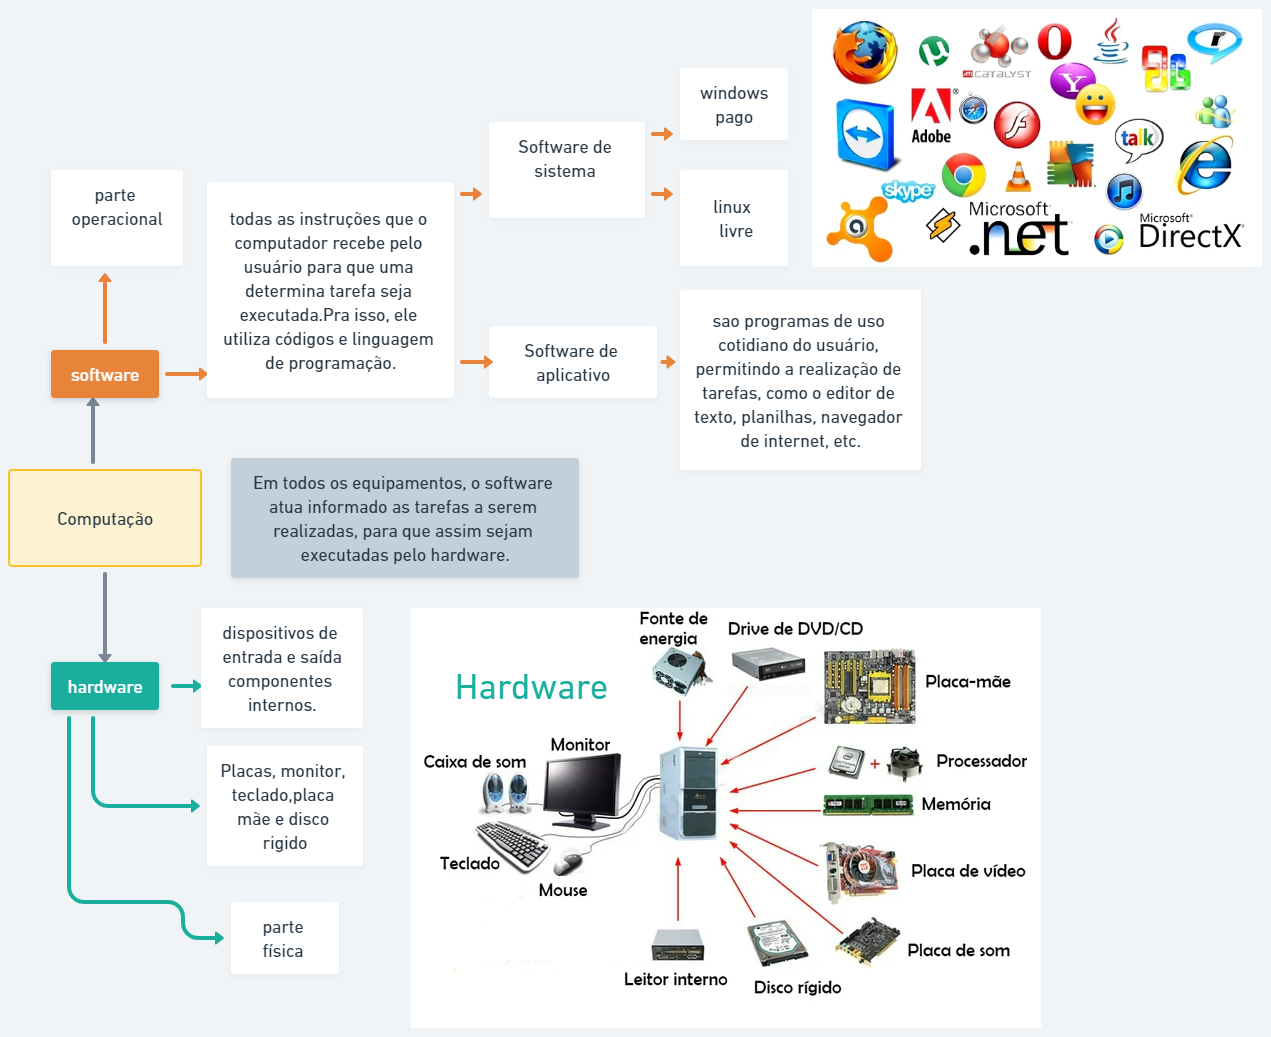 parte
operacional
software
todas as instruções que o
computador recebe pelo
usuário para que uma
determina tarefa seja
executada.Pra isso, ele
utiliza códigos e linguagem
de programação.
Software de
sistema
windows
pago
linux
livre
Software de
aplicativo
sao programas de uso
cotidiano do usuário,
permitindo a realização de
tarefas, como o editor de
texto, planilhas, navegador
de internet, etc.
CATALYST
Adobe
talk
skype
Microsoft
.net
Microsoft
DirectX
Computação
Em todos os equipamentos, o software
atua informado as tarefas a serem
realizadas, para que assim sejam
executadas pelo hardware.
hardware
dispositivos de
entrada e saída
componentes
internos.
Placas, monitor,
teclado,placa
mãe e disco
rigido
parte
física
Hardware
Fonte de
energia
Drive de DVD/CD
Placa-mãe
Processador
Memória
Placa de vídeo
Placa de som
Disco rígido
Leitor interno
Monitor
Caixa de som
Teclado
Mouse